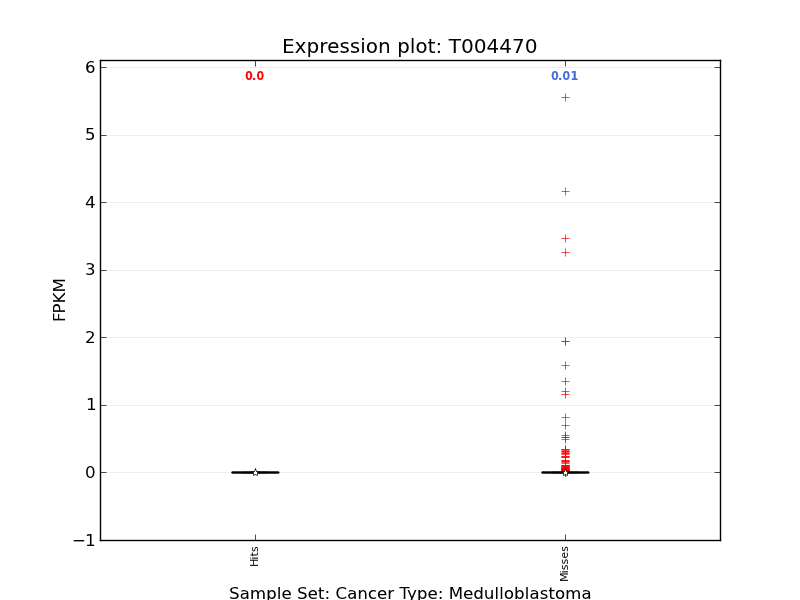 Expression plot: T004470
0.0
0.01
6
5
4
3
2
1
0
−1
FPKM
Hits
Misses
Sample Set: Cancer Type: Medulloblastoma